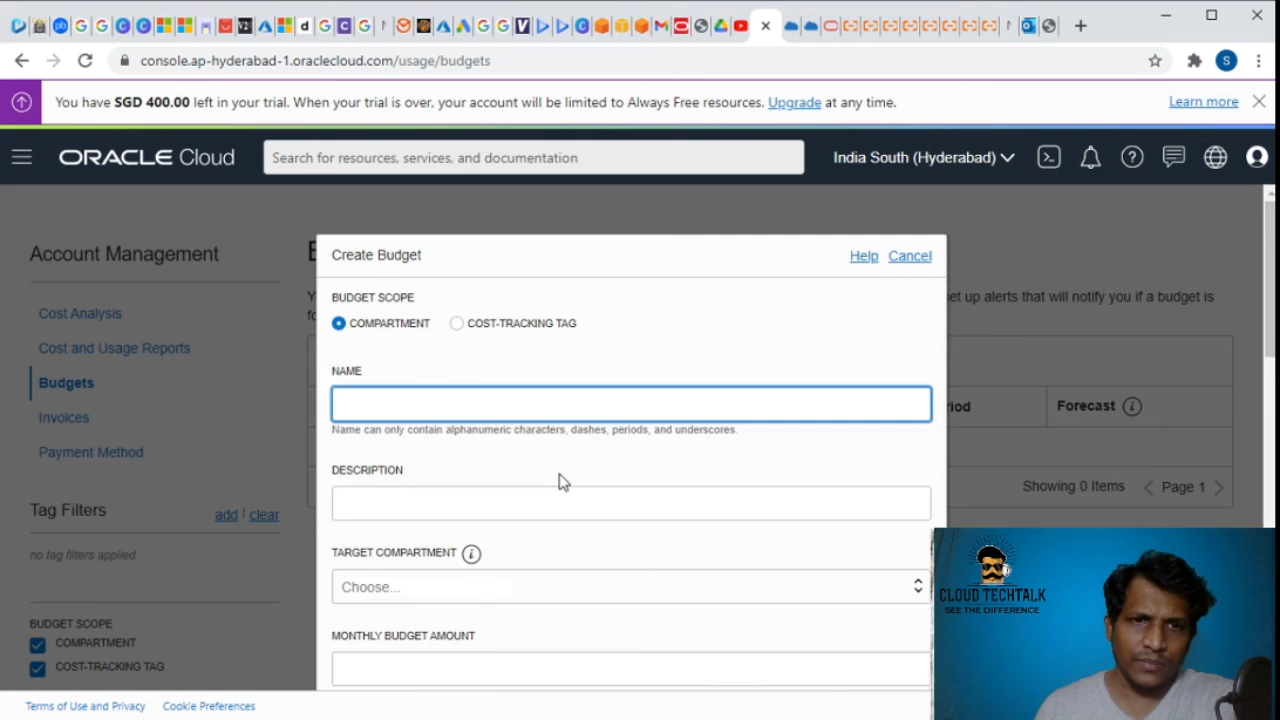 console.ap-hyderabad-1.oraclecloud.com/usage/budgets
S
You have SGD 400.00 left in your trial. When your trial is over, your account will be limited to Always Free resources. Upgrade at any time.
Learn more
ORACLE Cloud
Search for resources, services, and documentation
India South (Hyderabad)
Account Management
Cost Analysis
Cost and Usage Reports
Budgets
Invoices
Payment Method
Tag Filters
add | clear
no tag filters applied
BUDGET SCOPE
COMPARTMENT
COST-TRACKING TAG
Create Budget
Help Cancel
BUDGET SCOPE
COMPARTMENT COST-TRACKING TAG
NAME
Name can only contain alphanumeric characters, dashes, periods, and underscores.
DESCRIPTION
TARGET COMPARTMENT
Choose...
MONTHLY BUDGET AMOUNT
et up alerts that will notify you if a budget is
Forecast
Showing 0 Items < Page 1 >
CLOUD TECHTALK
SEE THE DIFFERENCE
Terms of Use and Privacy Cookie Preferences